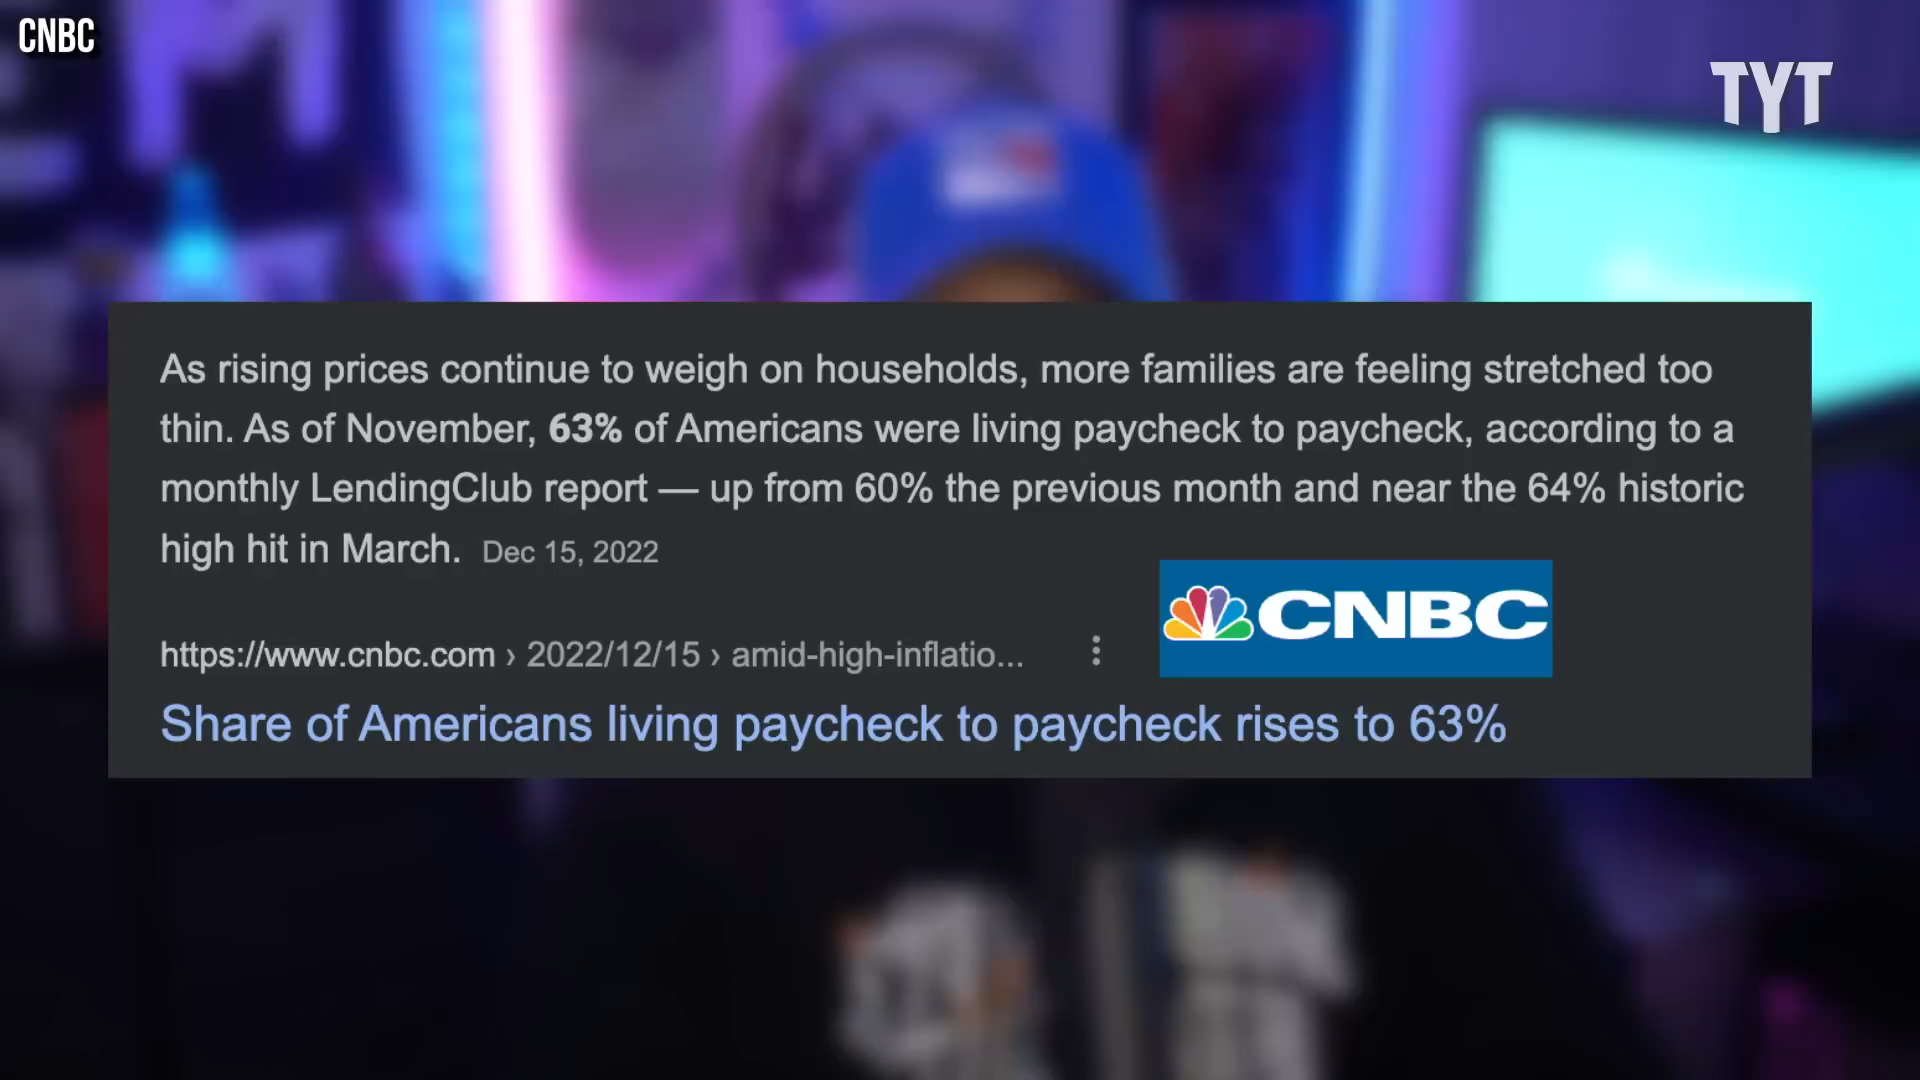 CNBC
TYT
As rising prices continue to weigh on households, more families are feeling stretched too
thin. As of November, 63% of Americans were living paycheck to paycheck, according to a
monthly LendingClub report — up from 60% the previous month and near the 64% historic
high hit in March. Dec 15, 2022
CNBC
https://www.cnbc.com › 2022/12/15 › amid-high-inflatio...
Share of Americans living paycheck to paycheck rises to 63%